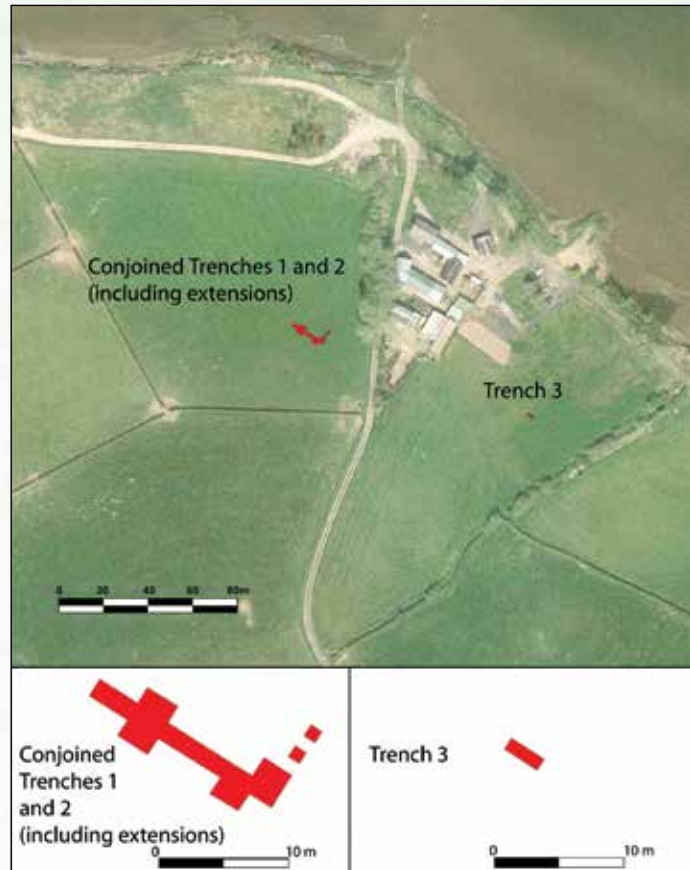 Conjoined Trenches 1 and 2
(including extensions)
Trench 3
0 20 40 60 80m
Conjoined
Trenches 1
and 2
(including extensions)
0 10 m
Trench 3
0 10 m